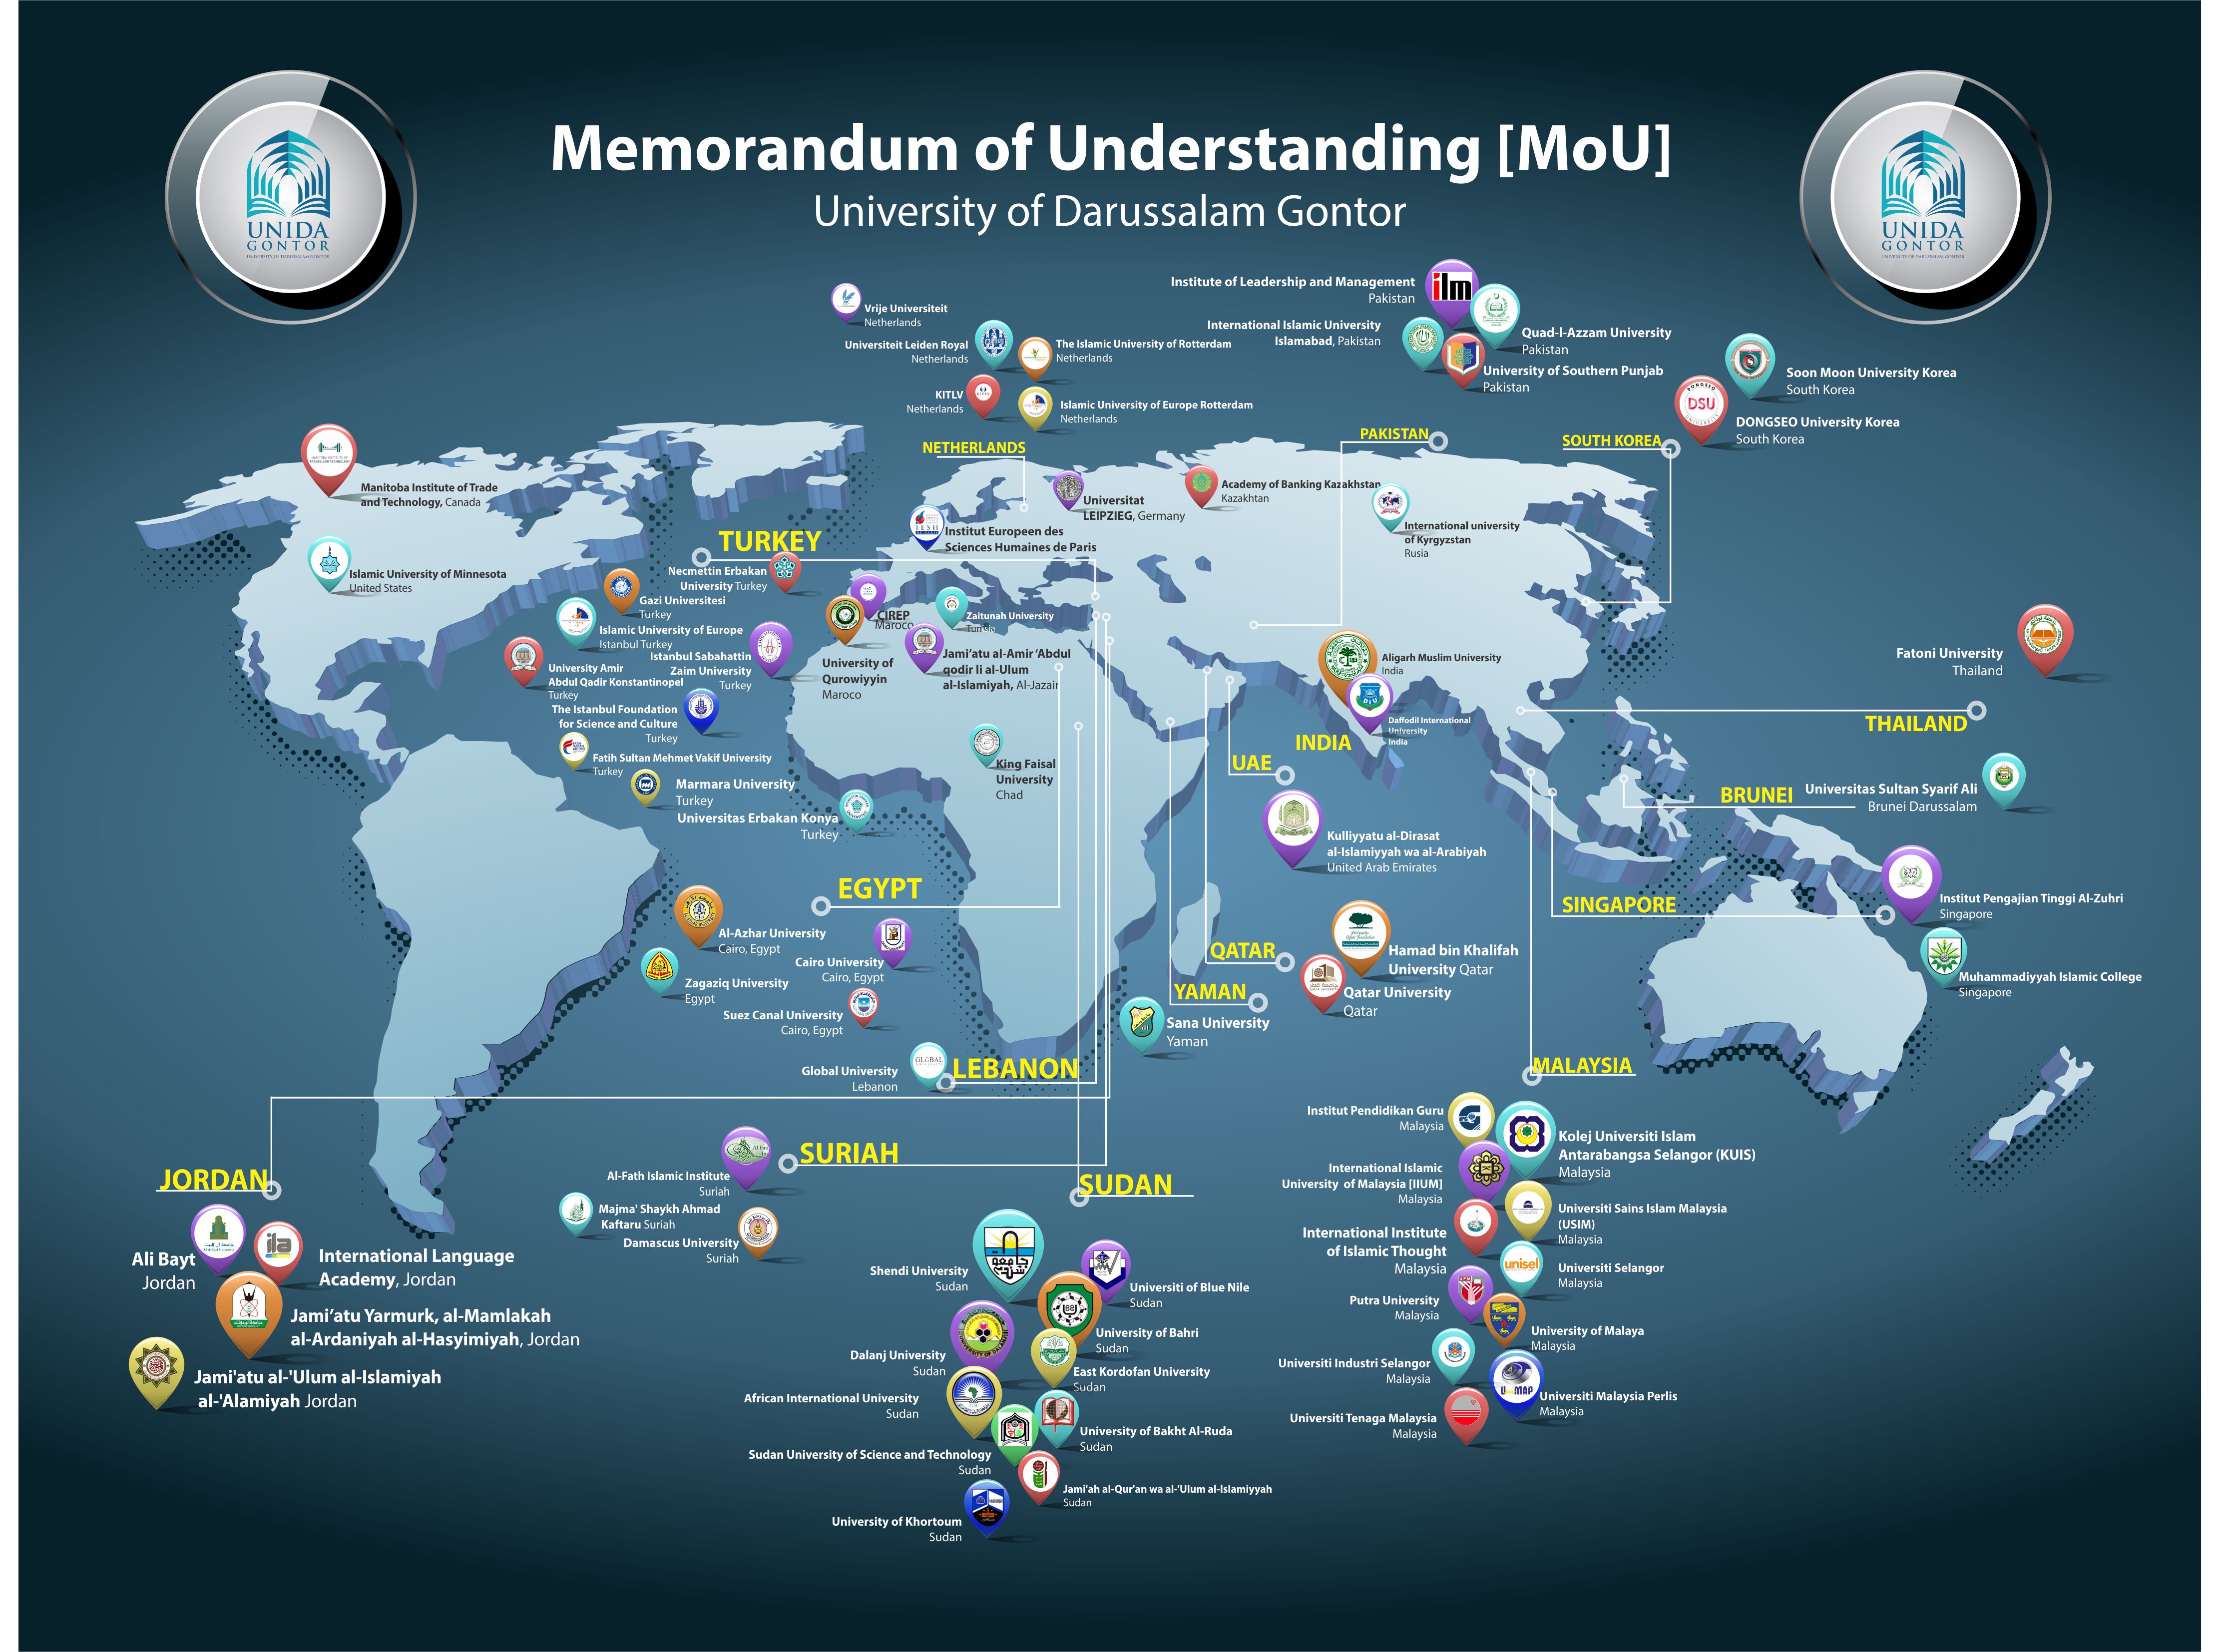 Memorandum of Understanding [MoU]
University of Darussalam Gontor
UNIDA
GONTOR
UNIVERSITY OF DARUSSALAM GONTOR
UNIDA
GONTOR
UNIVERSITY OF DARUSSALAM GONTOR
Vrije Universiteit
Netherlands
Universiteit Leiden Royal
Netherlands
The Islamic University of Rotterdam
Netherlands
KITLV
Netherlands
Islamic University of Europe Rotterdam
Netherlands
NETHERLANDS
Institute of Leadership and Management
Pakistan
ilm
International Islamic University
Islamabad, Pakistan
Quad-I-Azzam University
Pakistan
University of Southern Punjab
Pakistan
PAKISTAN
Soon Moon University Korea
South Korea
DONGSEO
DSU
DONGSEO University Korea
South Korea
SOUTH KOREA
Manitoba Institute of Trade
and Technology, Canada
Islamic University of Minnesota
United States
Universitat
LEIPZIEG, Germany
Academy of Banking Kazakhstan
Kazakhtan
International university
of Kyrgyzstan
Rusia
IESH
Institut Europeen des
Sciences Humaines de Paris
TURKEY
Necmettin Erbakan
University Turkey
Gazi Universitesi
Turkey
Islamic University of Europe
Istanbul Turkey
Istanbul Sabahattin
Zaim University
Turkey
University Amir
Abdul Qadir Konstantinopel
Turkey
The Istanbul Foundation
for Science and Culture
Turkey
Fatih Sultan Mehmet Vakif University
Turkey
Marmara University
Turkey
Universitas Erbakan Konya
Turkey
CIREP
Maroco
University of
Qurowiyyin
Maroco
Zaitunah University
Tunisia
Jami'atu al-Amir 'Abdul
qodir li al-Ulum
al-Islamiyah, Al-Jazair
King Faisal
University
Chad
Aligarh Muslim University
India
Daffodil International
University
India
INDIA
UAE
Kulliyyatu al-Dirasat
al-Islamiyyah wa al-Arabiyah
United Arab Emirates
Fatoni University
Thailand
THAILAND
BRUNEI
Universitas Sultan Syarif Ali
Brunei Darussalam
SINGAPORE
Institut Pengajian Tinggi Al-Zuhri
Singapore
Muhammadiyyah Islamic College
Singapore
EGYPT
Al-Azhar University
Cairo, Egypt
Cairo University
Cairo, Egypt
Zagaziq University
Egypt
Suez Canal University
Cairo, Egypt
QATAR
Hamad bin Khalifah
University Qatar
Qatar University
Qatar
YAMAN
Sana University
Yaman
GLOBAL
Global University
Lebanon
LEBANON
MALAYSIA
Institut Pendidikan Guru
Malaysia
Kolej Universiti Islam
Antarabangsa Selangor (KUIS)
Malaysia
International Islamic
University of Malaysia [IIUM]
Malaysia
Universiti Sains Islam Malaysia
(USIM)
Malaysia
International Institute
of Islamic Thought
Malaysia
unisel
Universiti Selangor
Malaysia
Putra University
Malaysia
University of Malaya
Malaysia
Universiti Industri Selangor
Malaysia
UniMAP
Universiti Malaysia Perlis
Malaysia
Universiti Tenaga Malaysia
Malaysia
SURIAH
Al-Fath Islamic Institute
Suriah
Majma' Shaykh Ahmad
Kaftaru Suriah
Damascus University
Suriah
JORDAN
Ali Bayt
Jordan
ila
International Language
Academy, Jordan
Jami'atu Yarmurk, al-Mamlakah
al-Ardaniyah al-Hasyimiyah, Jordan
Jami'atu al-'Ulum al-Islamiyah
al-'Alamiyah Jordan
SUDAN
Shendi University
Sudan
Universiti of Blue Nile
Sudan
University of Bahri
Sudan
Dalanj University
Sudan
East Kordofan University
Sudan
African International University
Sudan
University of Bakht Al-Ruda
Sudan
Sudan University of Science and Technology
Sudan
Jami'ah al-Qur'an wa al-'Ulum al-Islamiyyah
Sudan
University of Khortoum
Sudan